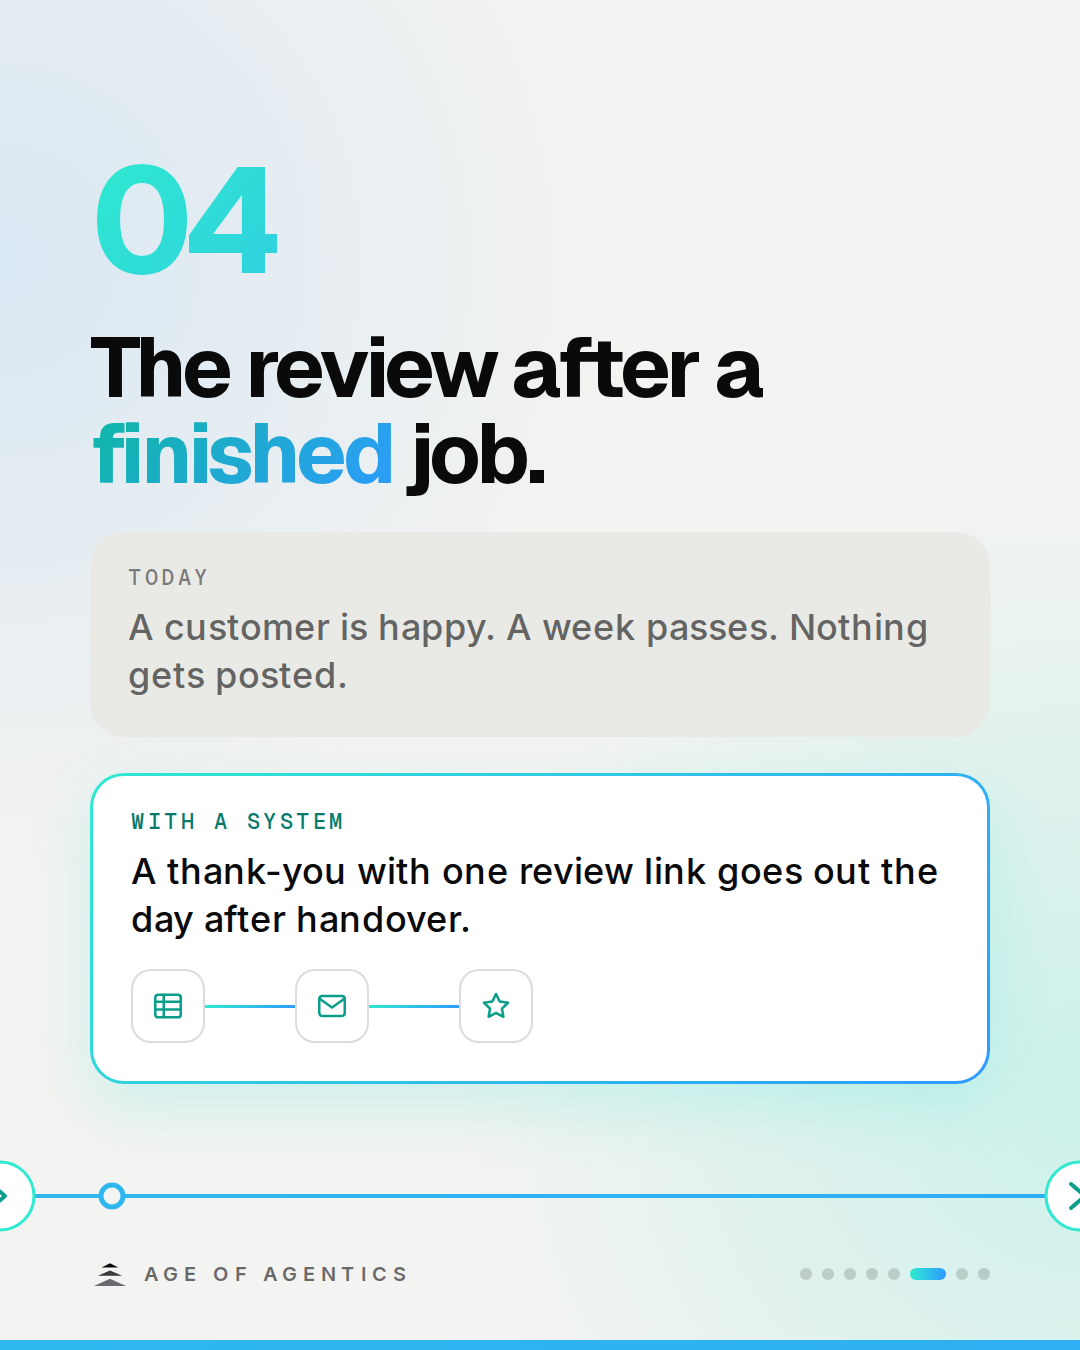 04
The review after a
finished job.
TODAY
A customer is happy. A week passes. Nothing
gets posted.
WITH A SYSTEM
A thank-you with one review link goes out the
day after handover.
AGE OF AGENTICS